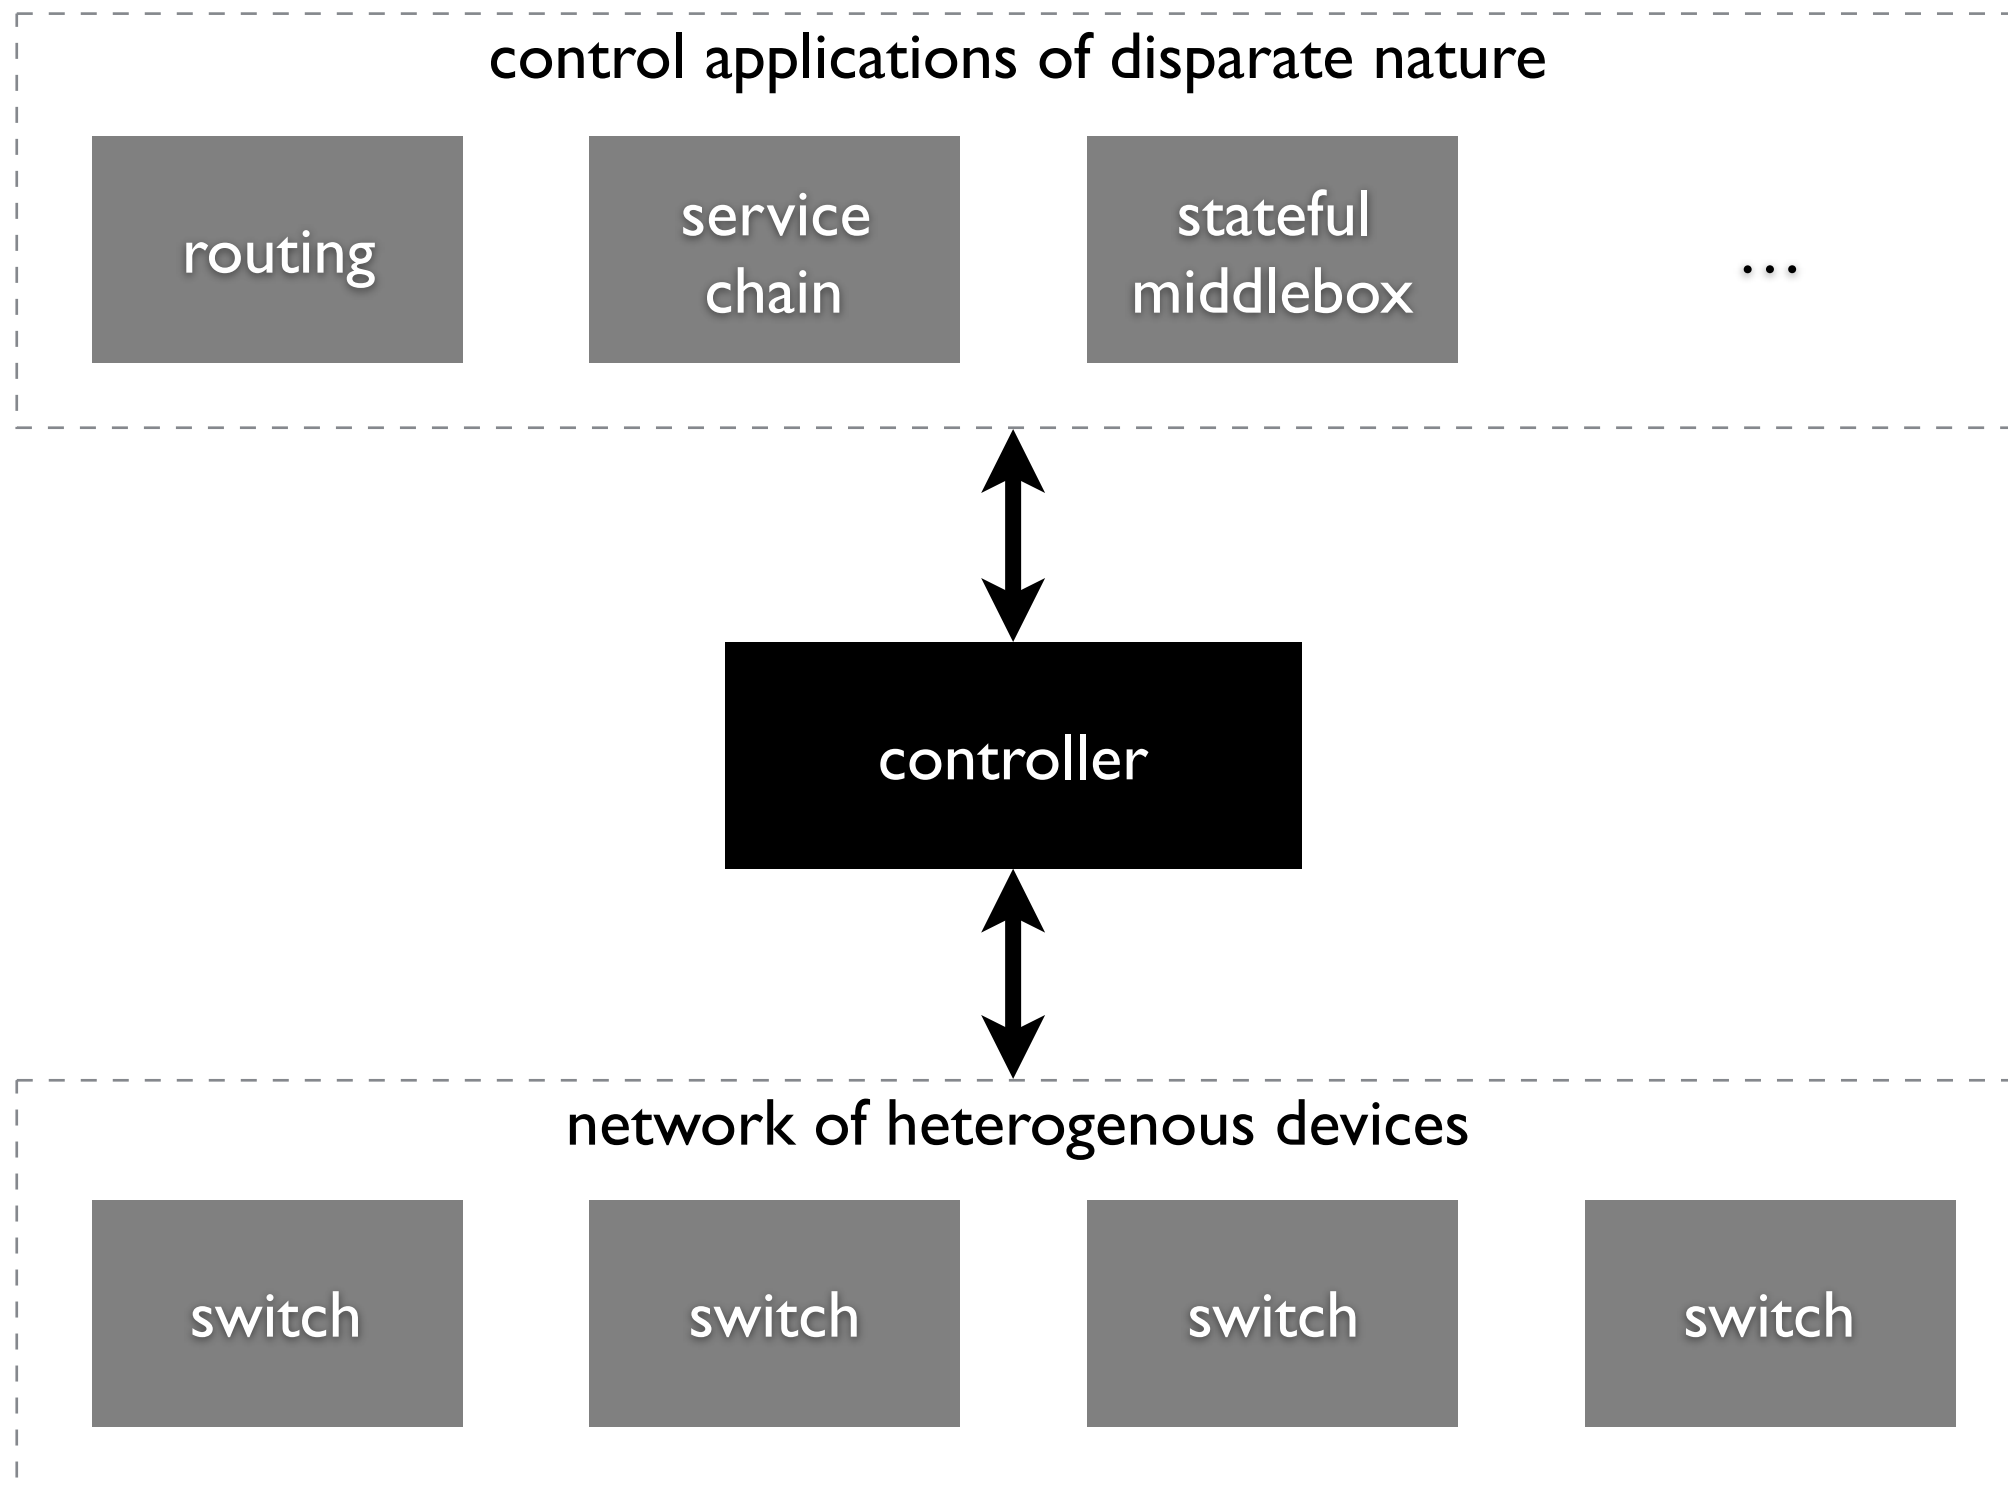 control applications of disparate nature
routing
service
chain
stateful
middlebox
…
controller
network of heterogenous devices
switch
switch
switch
switch